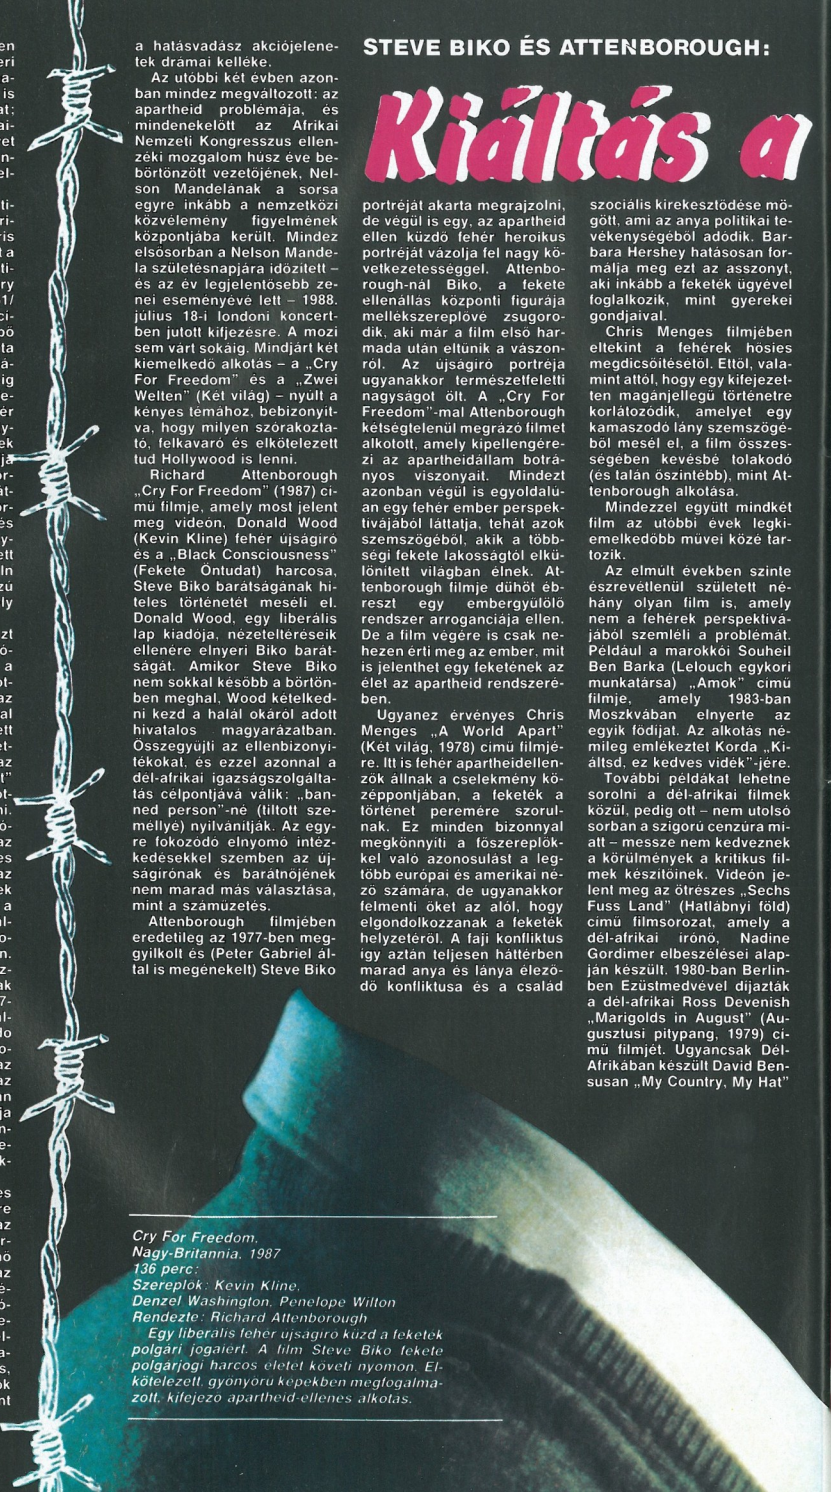 STEVE BIKO ÉS ATTENBOROUGH:
Kiáltás a
a hatásvadász akciójelene-
tek drámai kelléke.
Az utóbbi két évben azon-
ban mindez megváltozott: az
apartheid problémája, és
mindenekelőtt az Afrikai
Nemzeti Kongresszus ellen-
zéki mozgalom húsz éve be-
börtönzött vezetőjének, Nel-
son Mandelának a sorsa
egyre inkább a nemzetközi
közvélemény figyelmének
központjába került. Mindez
elsősorban a Nelson Mande-
la születésnapjára időzített –
és az év legjelentősebb ze-
nei eseményévé lett – 1988.
július 18-i londoni koncert-
ben jutott kifjezésre. A mozi
sem várt sokáig. Mindjárt két
kiemelkedő alkotás – a „Cry
For Freedom” és a „Zwei
Welten” (Két világ) – nyúlt a
kényes témához, bebizonyít-
va, hogy milyen szórakozta-
tó, felkavaró és elkötelezett
tud Hollywood is lenni.
Richard Attenborough
„Cry For Freedom” (1987) cí-
mű filmje, amely most jelent
meg videón, Donald Wood
(Kevin Kline) fehér újságíró
és a „Black Consciousness”
(Fekete Öntudat) harcosa,
Steve Biko barátságának hi-
teles történetét meséli el.
Donald Wood, egy liberális
lap kiadója, nézeteltéréseik
ellenére elnyeri Biko barát-
ságát. Amikor Steve Biko
nem sokkal később a börtön-
ben meghal, Wood kételked-
ni kezd a halál okáról adott
hivatalos magyarázatban.
Összegyűjti az ellenbizonyí-
tékokat, és ezzel azonnal a
dél-afrikai igazságszolgálta-
tás célpontjává válik: „ban-
ned person”-né (tiltott sze-
méllyé) nyilvánítják. Az egy-
re fokozódó elnyomó intéz-
kedésekkel szemben az új-
ságírónak és barátnőjének
nem marad más választása,
mint a száműzetés.
Attenborough filmjében
eredetileg az 1977-ben meg-
gyilkolt és (Peter Gabriel ál-
tal is megénekelt) Steve Biko
portréját akarta megrajzolni,
de végül is egy, az apartheid
ellen küzdő fehér heroikus
portréját vázolja fel nagy kö-
vetkezetességgel. Attenbo-
rough-nál Biko, a fekete
ellenállás központi figurája
mellékszereplővé zsugoro-
dik, aki már a film első har-
mada után eltűnik a vászon-
ról. Az újságíró portréja
ugyanakkor természetfeletti
nagyságot ölt. A „Cry For
Freedom”-mal Attenborough
kétségtelenül megrázó filmet
alkotott, amely kipellengére-
zi az apartheidállam botrá-
nyos viszonyait. Mindezt
azonban végül is egyoldalú-
an egy fehér ember perspek-
tívájából láttatja, tehát azok
szemszögéből, akik a több-
ségi fekete lakosságtól elkü-
lönített világban élnek. At-
tenborough filmje dühöt éb-
reszt egy embergyűlölő
rendszer arroganciája ellen.
De a film végére is csak ne-
hezen érti meg az ember, mit
is jelenthet egy feketének az
élet az apartheid rendszeré-
ben.
Ugyanez érvényes Chris
Menges „A World Apart”
(Két világ, 1978) című filmjé-
re. Itt is fehér apartheidellen-
zők állnak a cselekmény kö-
zéppontjában, a feketék a
történet peremére szorul-
nak. Ez minden bizonnyal
megkönnyíti a főszereplők-
kel való azonosulást a leg-
több európai és amerikai né-
ző számára, de ugyanakkor
felmenti őket az alól, hogy
elgondolkozzanak a feketék
helyzetéről. A faji konfliktus
így aztán teljesen háttérben
marad anya és lánya élező-
dő konfliktusa és a család
szociális kirekesztődése mö-
gött, ami az anya politikai te-
vékenységéből adódik. Bar-
bara Hershey hatásosan for-
málja meg ezt az asszonyt,
aki inkább a feketék ügyével
foglalkozik, mint gyerekei
gondjaival.
Chris Menges filmjében
eltekint a fehérek hősies
megdicsőítésétől. Ettől, vala-
mint attól, hogy egy kifejezet-
ten magánjellegű történetre
korlátozódik, amelyet egy
kamaszodó lány szemszögé-
ből mesél el, a film összes-
ségében kevésbé tolakodó
(és talán őszintébb), mint At-
tenborough alkotása.
Mindezzel együtt mindkét
film az utóbbi évek legki-
emelkedőbb művei közé tar-
tozik.
Az elmúlt években szinte
észrevétlenül született né-
hány olyan film is, amely
nem a fehérek perspektívá-
jából szemléli a problémát.
Például a marokkói Souheil
Ben Barka (Lelouch egykori
munkatársa) „Amok” című
filmje, amely 1983-ban
Moszkvában elnyerte az
egyik fődíjat. Az alkotás né-
mileg emlékeztet Korda „Ki-
áltsd, ez kedves vidék”-jére.
További példákat lehetne
sorolni a dél-afrikai filmek
közül, pedig ott – nem utolsó
sorban a szigorú cenzúra mi-
att – messze nem kedveznek
a körülmények a kritikus fil-
mek készítőinek. Videón je-
lent meg az ötrészes „Sechs
Fuss Land” (Hatlábnyi föld)
című filmsorozat, amely a
dél-afrikai írónő, Nadine
Gordimer elbeszélései alap-
ján készült. 1980-ban Berlin-
ben Ezüstmedvével díjazták
a dél-afrikai Ross Devenish
„Marigolds in August” (Au-
gusztusi pitypang, 1979) cí-
mű filmjét. Ugyancsak Dél-
Afrikában készült David Ben-
susan „My Country, My Hat”
Cry For Freedom,
Nagy-Britannia, 1987
136 perc;
Szereplők: Kevin Kline,
Denzel Washington, Penelope Wilton
Rendezte: Richard Attenborough
Egy liberális fehér újságíró küzd a feketék
polgári jogaiért. A film Steve Biko fekete
polgárjogi harcos életét követi nyomon. El-
kötelezett, gyönyörű képekben megfogalma-
zott, kifejező apartheid-ellenes alkotás.